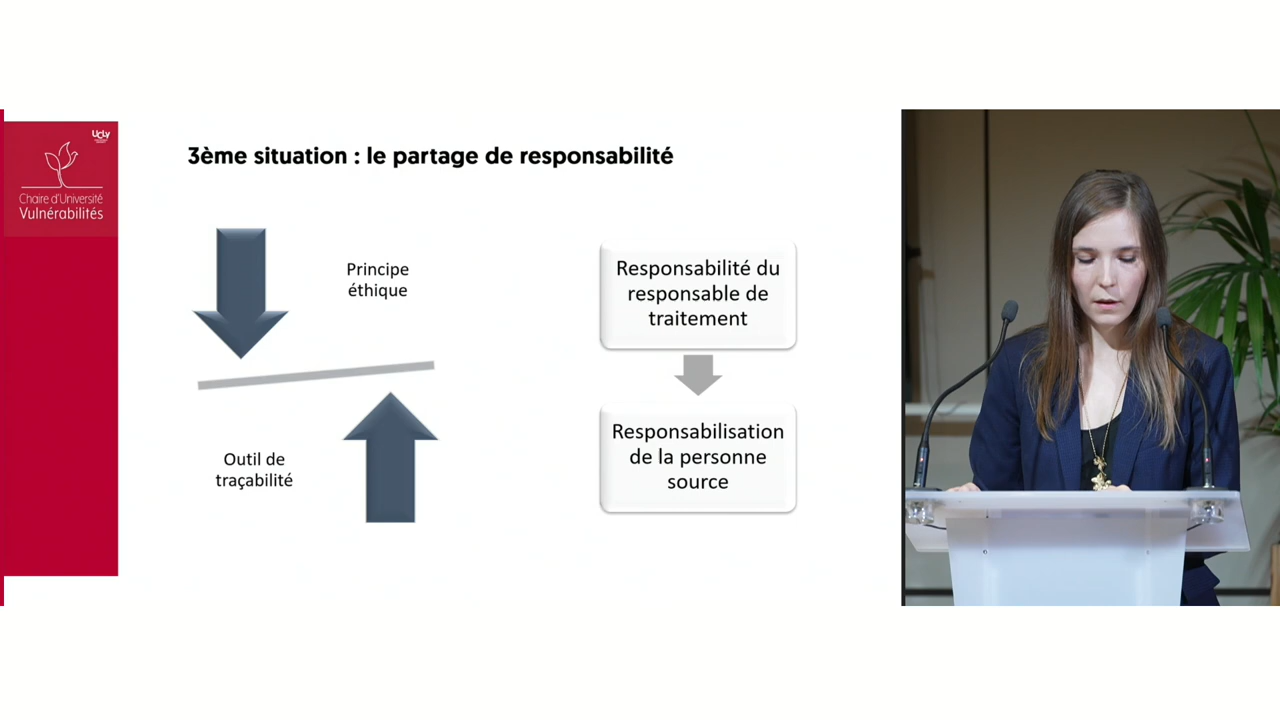 UCLy
Chaire d'Université
Vulnérabilités
3ème situation : le partage de responsabilité
Principe
éthique
Outil de
traçabilité
Responsabilité du
responsable de
traitement
Responsabilisation
de la personne
source